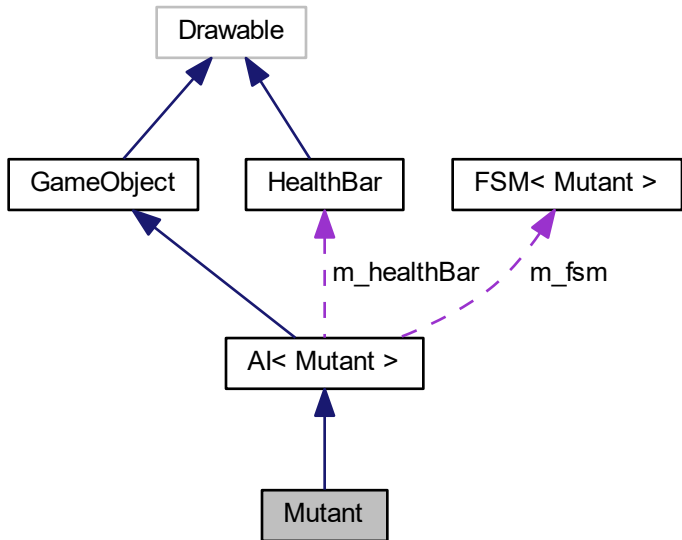 Drawable
GameObject
HealthBar
FSM< Mutant >
m_healthBar
m_fsm
AI< Mutant >
Mutant